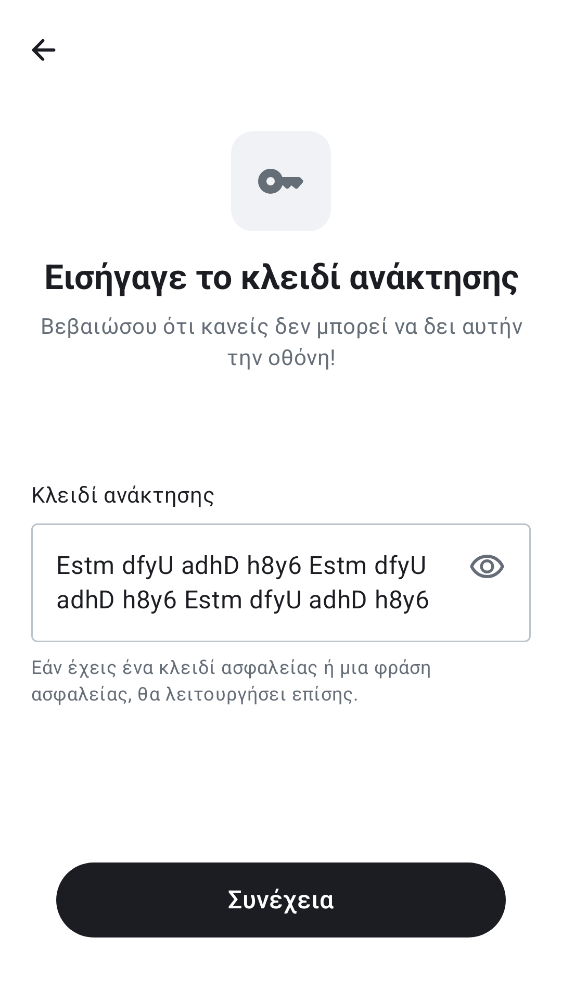 Εισήγαγε το κλειδί ανάκτησης
Βεβαιώσου ότι κανείς δεν μπορεί να δει αυτήν
την οθόνη!
Κλειδί ανάκτησης
Estm dfyU adhD h8y6 Estm dfyU
adhD h8y6 Estm dfyU adhD h8y6
Εάν έχεις ένα κλειδί ασφαλείας ή μια φράση
ασφαλείας, θα λειτουργήσει επίσης.
Συνέχεια